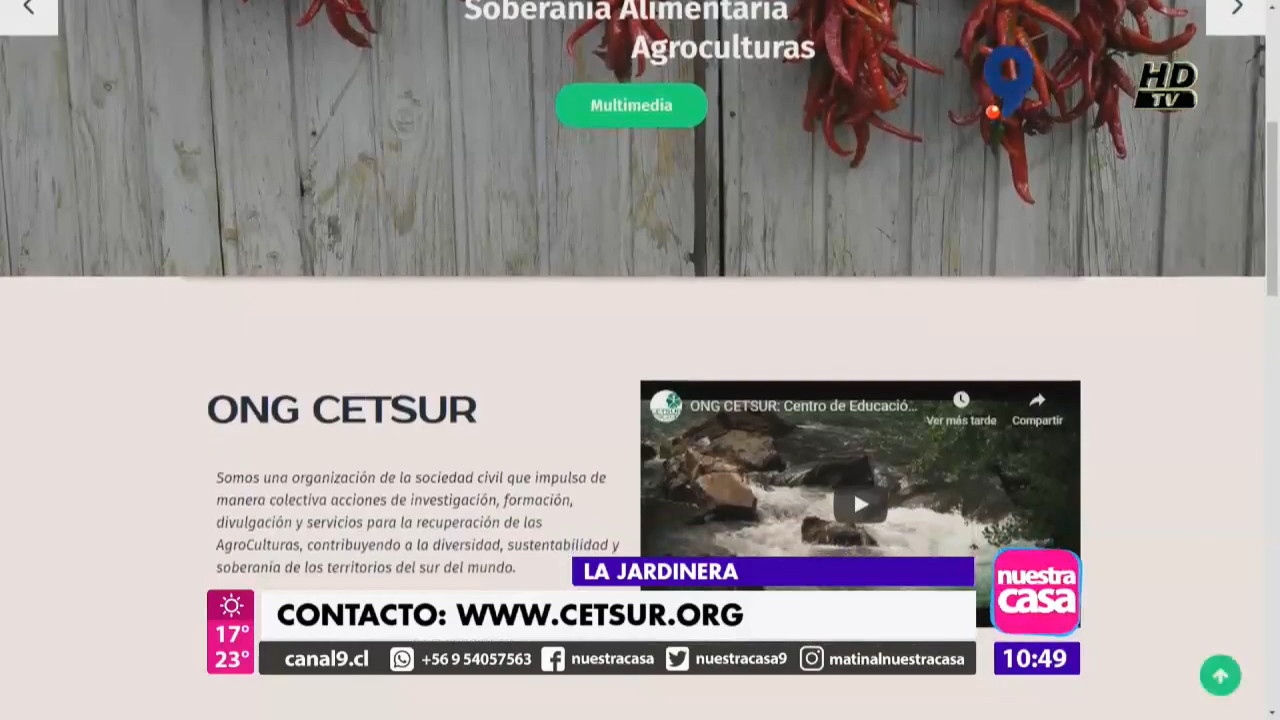 Soberanía Alimentaria
Agroculturas
Multimedia
HD
TV
ONG CETSUR
Somos una organización de la sociedad civil que impulsa de
manera colectiva acciones de investigación, formación,
divulgación y servicios para la recuperación de las
AgroCulturas, contribuyendo a la diversidad, sustentabilidad y
soberanía de los territorios del sur del mundo.
CETSUR
ONG CETSUR: Centro de Educació...
Ver más tarde
Compartir
LA JARDINERA
nuestra
casa
17°
23°
CONTACTO: WWW.CETSUR.ORG
canal9.cl +56 9 54057563 nuestracasa nuestracasa9 matinalnuestracasa
10:49